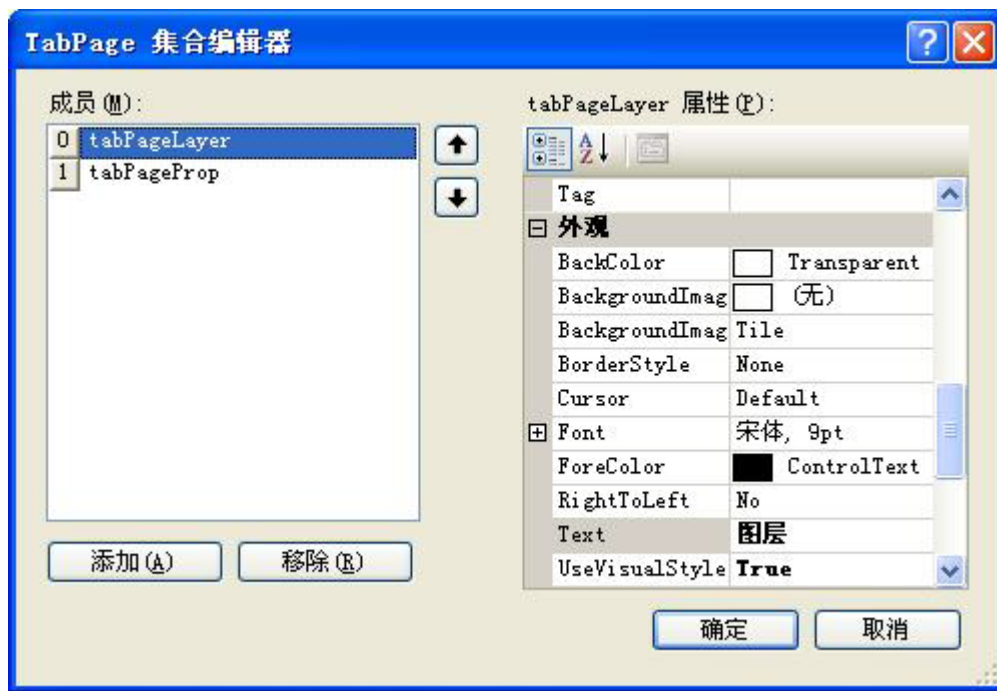 TabPage 集合编辑器
成员(M):
0 tabPageLayer
1 tabPageProp
添加(A) 移除(R)
tabPageLayer 属性(P):
Tag
外观
BackColor Transparent
BackgroundImag (无)
BackgroundImag Tile
BorderStyle None
Cursor Default
Font 宋体, 9pt
ForeColor ControlText
RightToLeft No
Text 图层
UseVisualStyle True
确定 取消